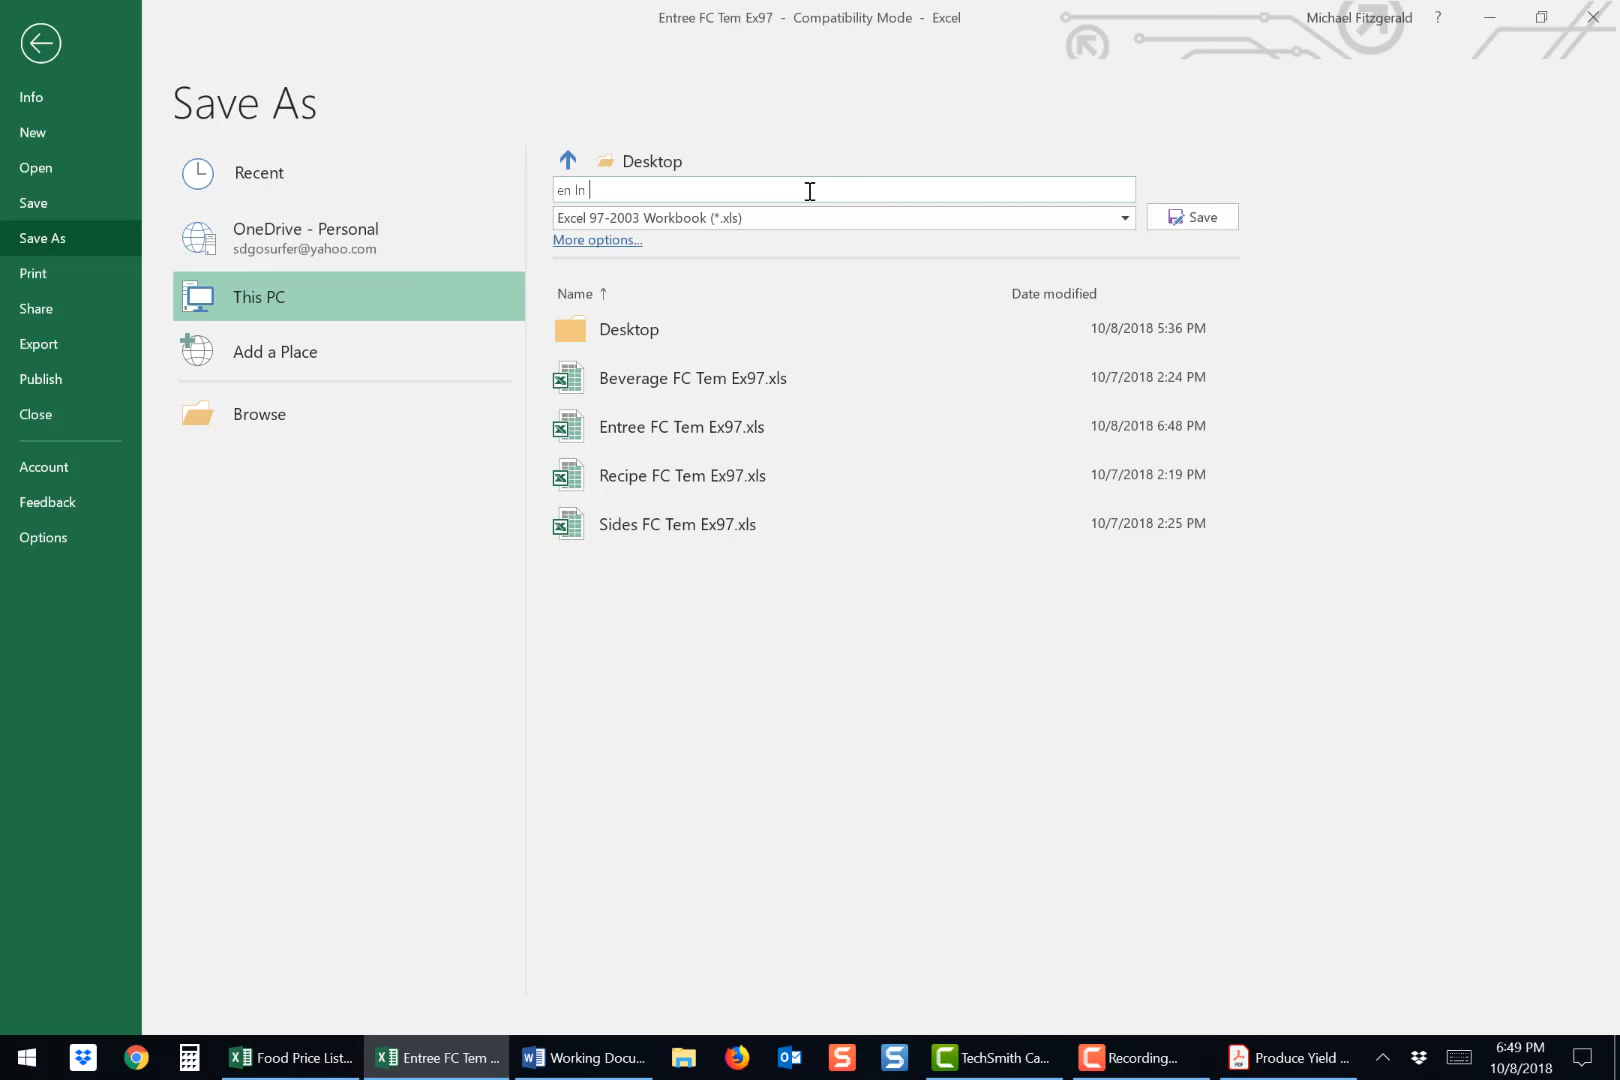 Entree FC Tem Ex97 - Compatibility Mode - Excel
Michael Fitzgerald
?
Info
New
Open
Save
Save As
Print
Share
Export
Publish
Close
Account
Feedback
Options
Save As
Recent
OneDrive - Personal
sdgosurfer@yahoo.com
This PC
Add a Place
Browse
Desktop
en In
Excel 97-2003 Workbook (*.xls)
Save
More options...
Name ↑ Date modified
Desktop 10/8/2018 5:36 PM
Beverage FC Tem Ex97.xls 10/7/2018 2:24 PM
Entree FC Tem Ex97.xls 10/8/2018 6:48 PM
Recipe FC Tem Ex97.xls 10/7/2018 2:19 PM
Sides FC Tem Ex97.xls 10/7/2018 2:25 PM
Food Price List...
Entree FC Tem ...
Working Docu...
TechSmith Ca...
Recording...
Produce Yield ...
6:49 PM
10/8/2018